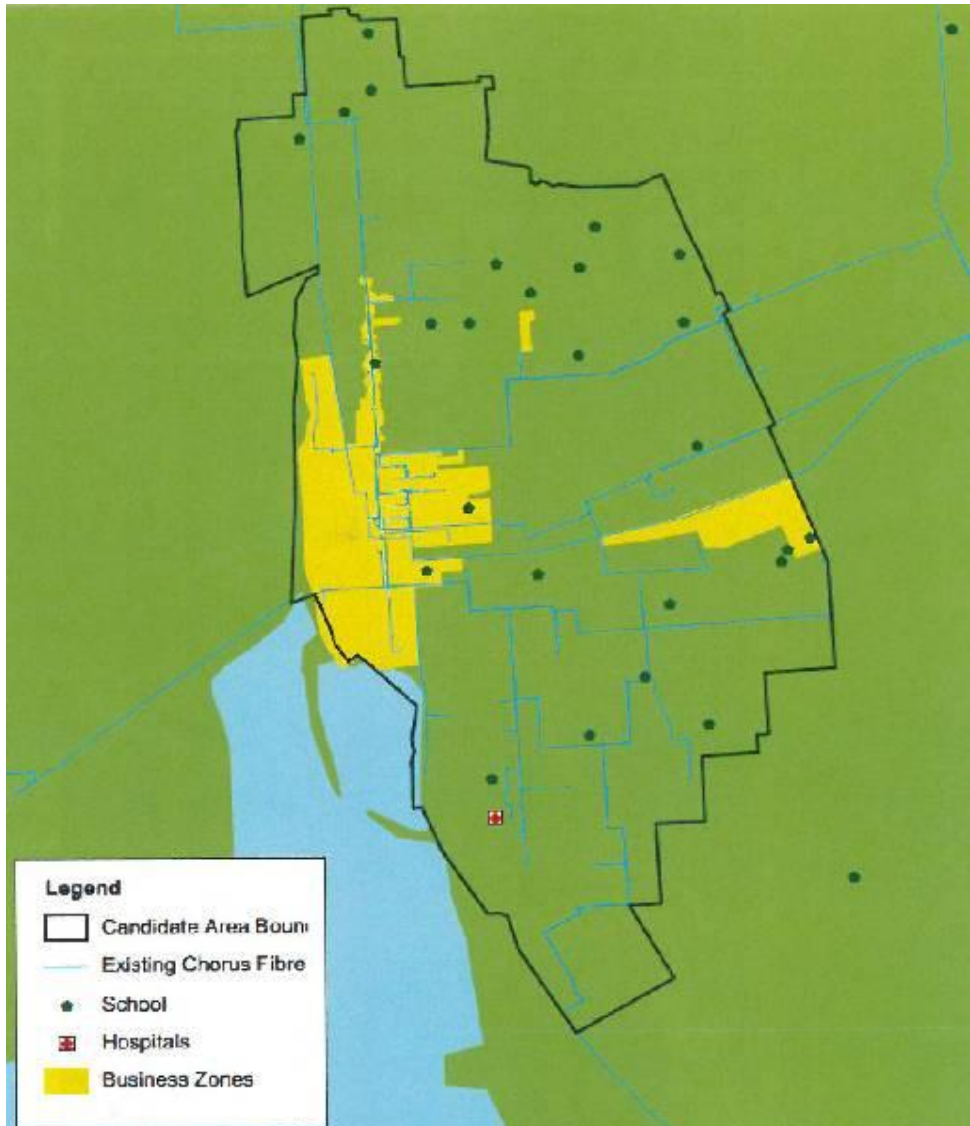 Legend
Candidate Area Boun
Existing Chorus Fibre
School
Hospitals
Business Zones